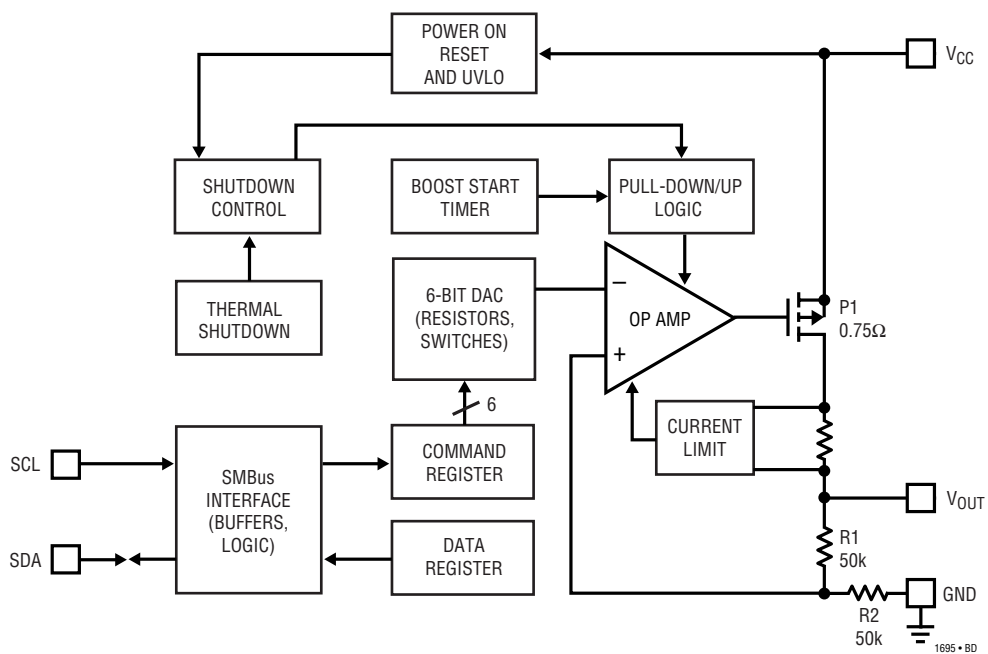 POWER ON
RESET
AND UVLO
VCC
SHUTDOWN
CONTROL
BOOST START
TIMER
PULL-DOWN/UP
LOGIC
THERMAL
SHUTDOWN
6-BIT DAC
(RESISTORS,
SWITCHES)
–
OP AMP
+
P1
0.75Ω
6
CURRENT
LIMIT
SCL
SMBus
INTERFACE
(BUFFERS,
LOGIC)
COMMAND
REGISTER
VOUT
SDA
DATA
REGISTER
R1
50k
GND
R2
50k
1695 • BD